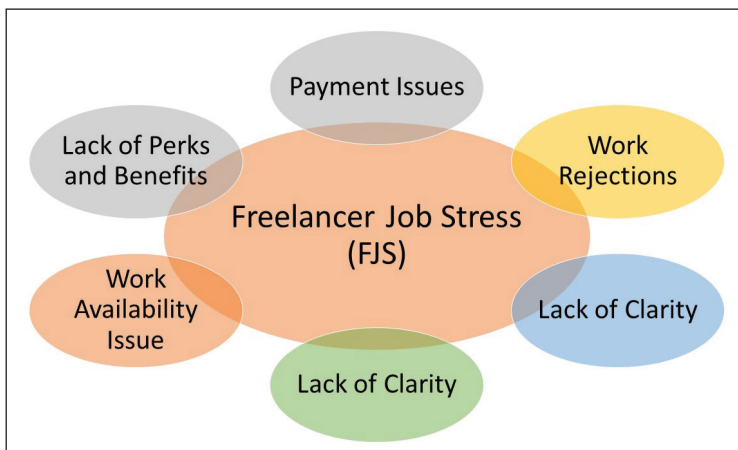 Payment Issues
Lack of Perks
and Benefits
Work
Rejections
Freelancer Job Stress
(FJS)
Work
Availability
Issue
Lack of Clarity
Lack of Clarity